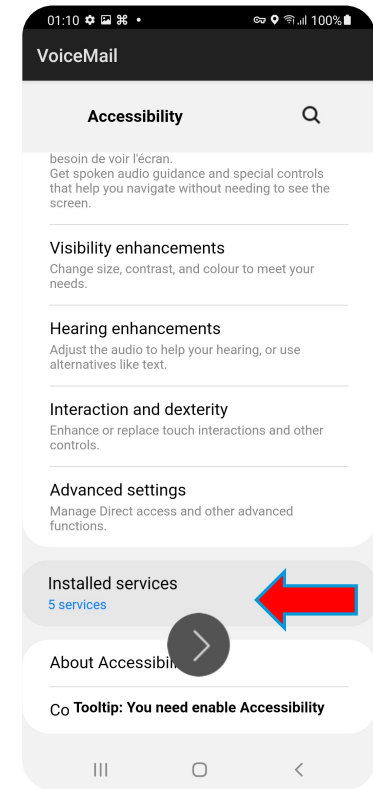 01:10 100%
VoiceMail
Accessibility
besoin de voir l'écran.
Get spoken audio guidance and special controls
that help you navigate without needing to see the
screen.
Visibility enhancements
Change size, contrast, and colour to meet your
needs.
Hearing enhancements
Adjust the audio to help your hearing, or use
alternatives like text.
Interaction and dexterity
Enhance or replace touch interactions and other
controls.
Advanced settings
Manage Direct access and other advanced
functions.
Installed services
5 services
About Accessibil
Co Tooltip: You need enable Accessibility